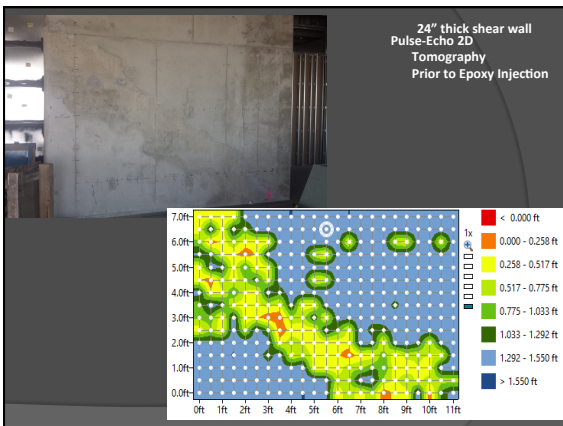 24” thick shear wall
Pulse-Echo 2D
Tomography
Prior to Epoxy Injection
7.0ft
6.0ft
5.0ft
4.0ft
3.0ft
2.0ft
1.0ft
0.0ft
0ft 1ft 2ft 3ft 4ft 5ft 6ft 7ft 8ft 9ft 10ft 11ft
1x
< 0.000 ft
0.000 - 0.258 ft
0.258 - 0.517 ft
0.517 - 0.775 ft
0.775 - 1.033 ft
1.033 - 1.292 ft
1.292 - 1.550 ft
> 1.550 ft